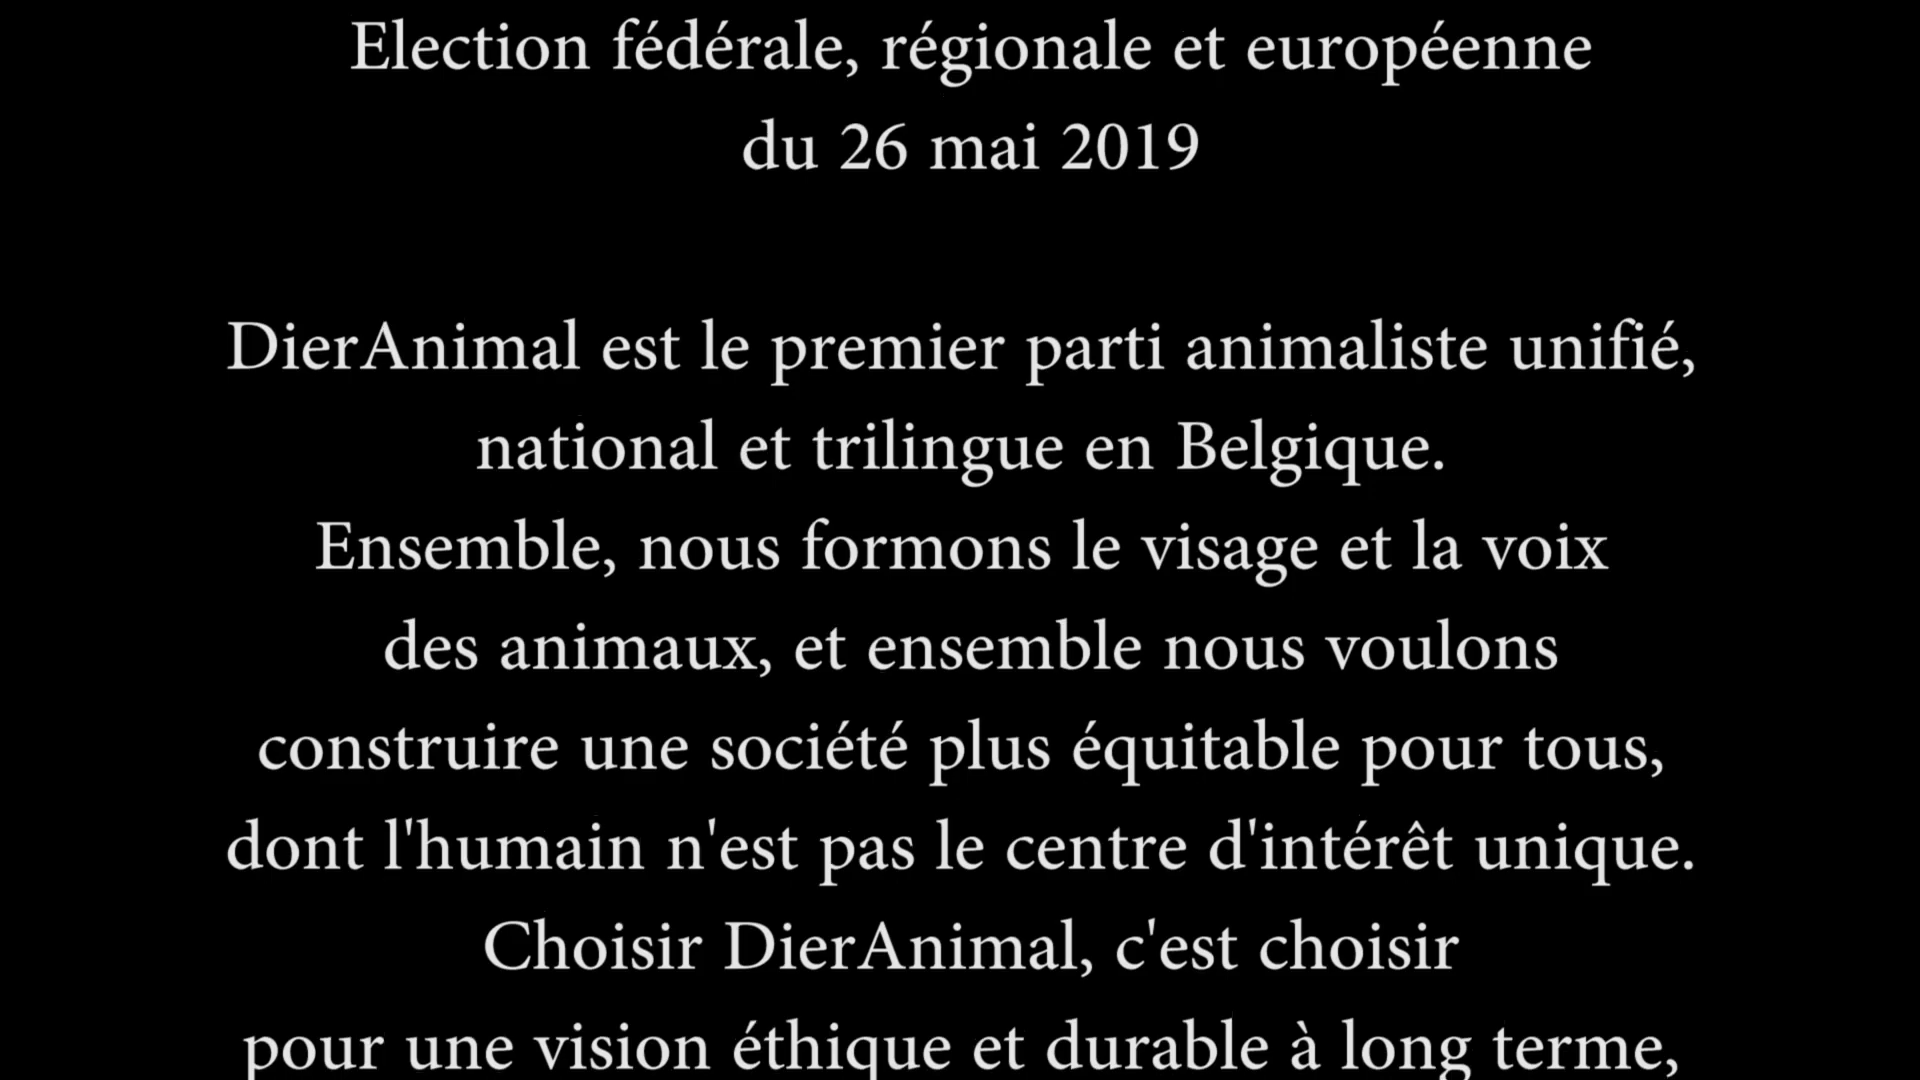 Election fédérale, régionale et européenne
du 26 mai 2019
DierAnimal est le premier parti animaliste unifié,
national et trilingue en Belgique.
Ensemble, nous formons le visage et la voix
des animaux, et ensemble nous voulons
construire une société plus équitable pour tous,
dont l'humain n'est pas le centre d'intérêt unique.
Choisir DierAnimal, c'est choisir
pour une vision éthique et durable à long terme,